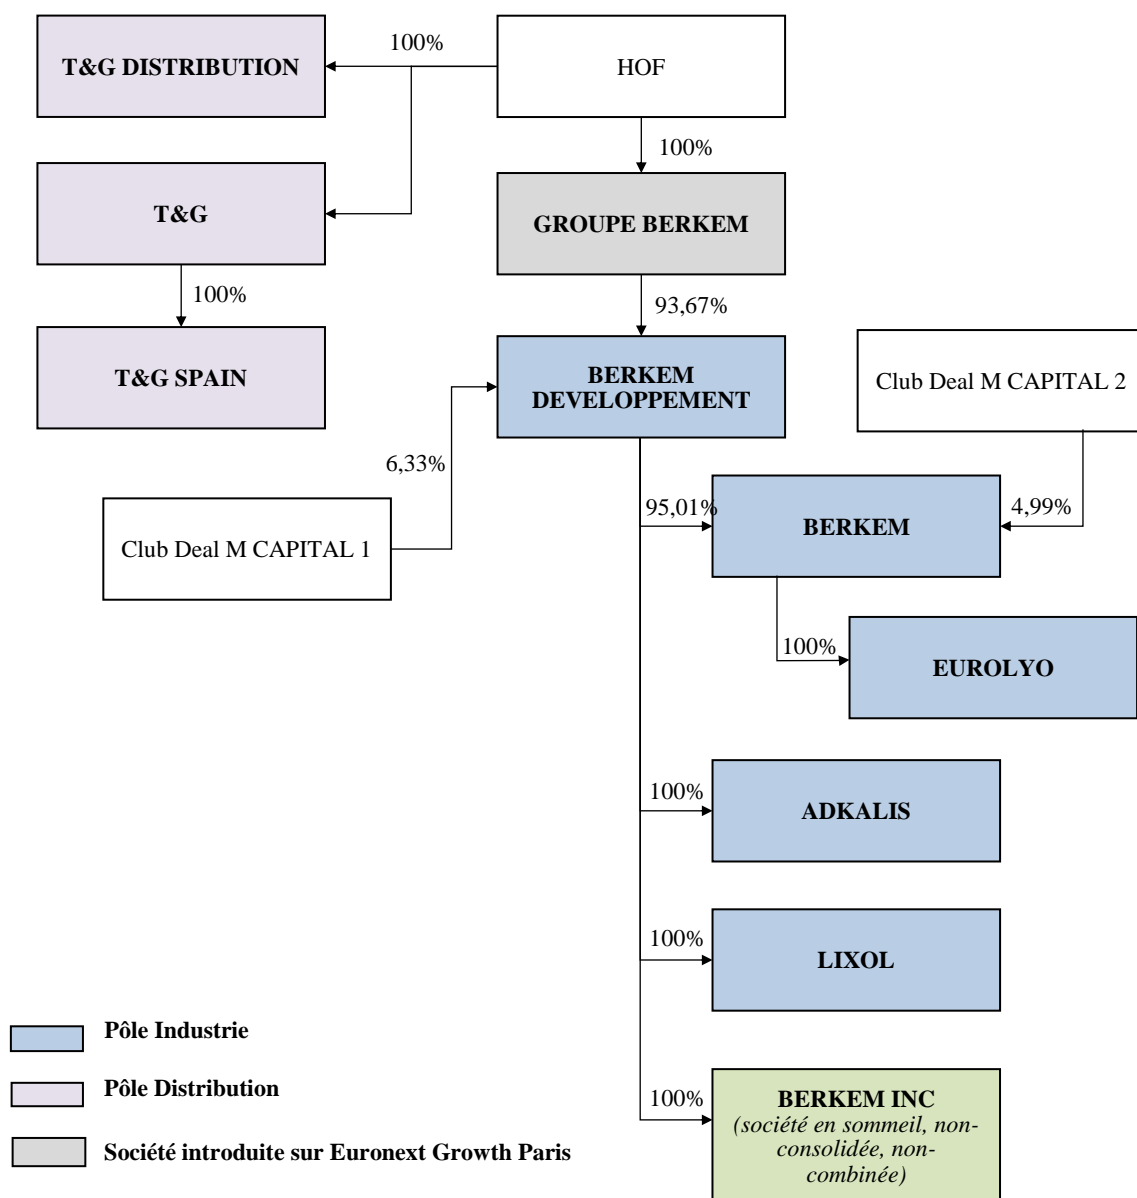 100%
T&G DISTRIBUTION
HOF
100%
T&G
GROUPE BERKEM
100%
93,67%
T&G SPAIN
BERKEM
DEVELOPPEMENT
Club Deal M CAPITAL 2
6,33%
95,01%
BERKEM
4,99%
Club Deal M CAPITAL 1
100%
EUROLYO
100%
ADKALIS
100%
LIXOL
Pôle Industrie
Pôle Distribution
Société introduite sur Euronext Growth Paris
100%
BERKEM INC
(société en sommeil, non-
consolidée, non-
combinée)